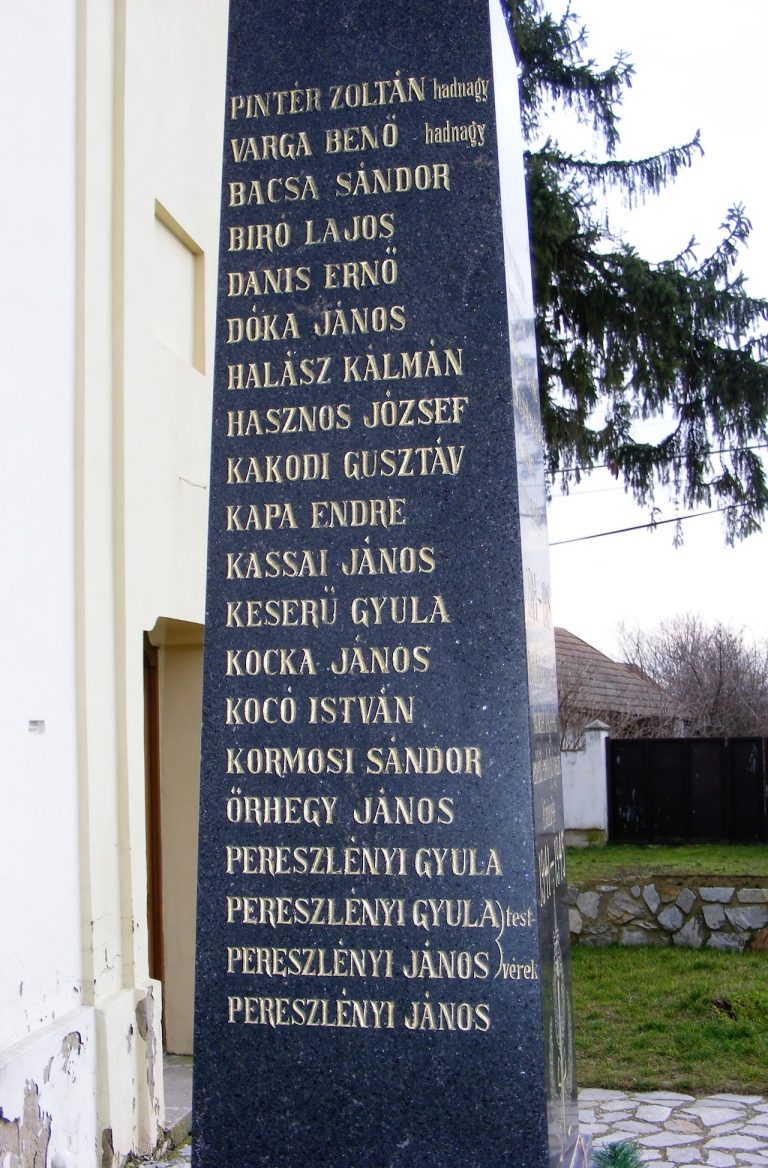 PINTÉR ZOLTÁN hadnagy
VARGA BENŐ hadnagy
BACSA SÁNDOR
BIRÓ LAJOS
DANIS ERNŐ
DÓKA JÁNOS
HALÁSZ KÁLMÁN
HASZNOS JÓZSEF
KAKODI GUSZTÁV
KAPA ENDRE
KASSAI JÁNOS
KESERŰ GYULA
KOCKA JÁNOS
KOCÓ ISTVÁN
KORMOSI SÁNDOR
ŐRHEGY JÁNOS
PERESZLÉNYI GYULA
PERESZLÉNYI GYULA test-
PERESZLÉNYI JÁNOS vérek
PERESZLÉNYI JÁNOS